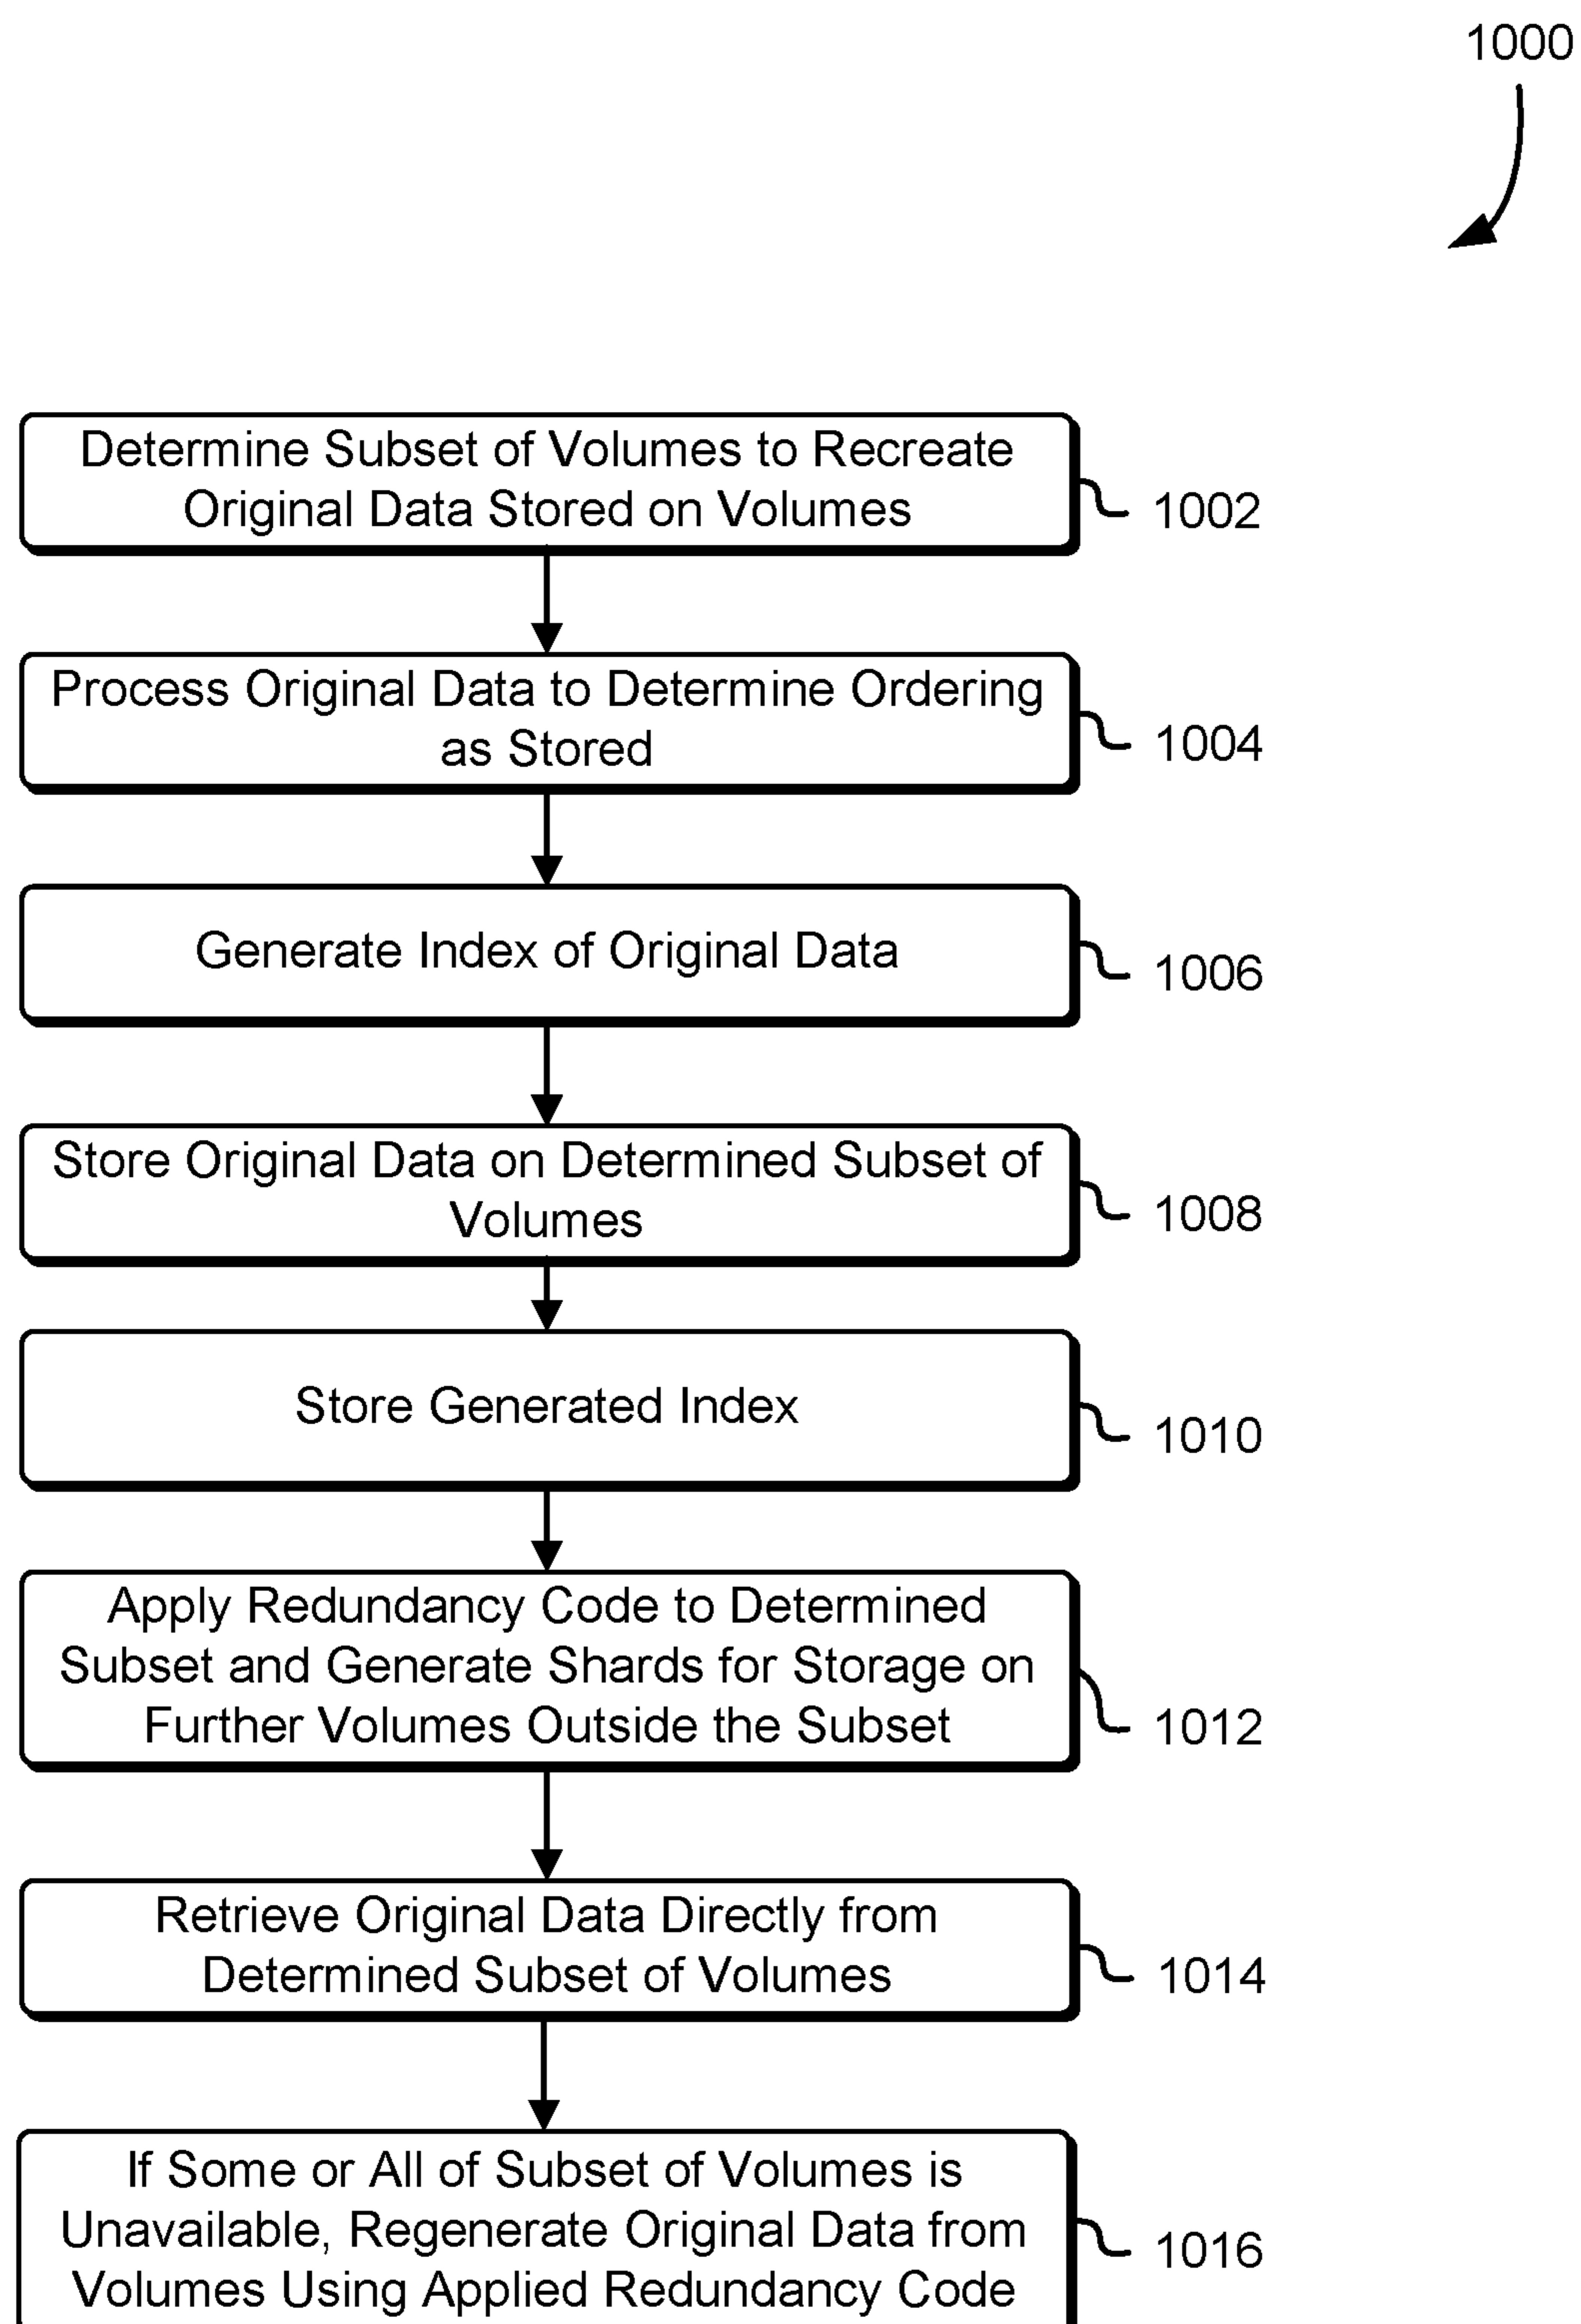 1000
Determine Subset of Volumes to Recreate
Original Data Stored on Volumes
1002
Process Original Data to Determine Ordering
as Stored
1004
Generate Index of Original Data
1006
Store Original Data on Determined Subset of
Volumes
1008
Store Generated Index
1010
Apply Redundancy Code to Determined
Subset and Generate Shards for Storage on
Further Volumes Outside the Subset
1012
Retrieve Original Data Directly from
Determined Subset of Volumes
1014
If Some or All of Subset of Volumes is
Unavailable, Regenerate Original Data from
Volumes Using Applied Redundancy Code
1016